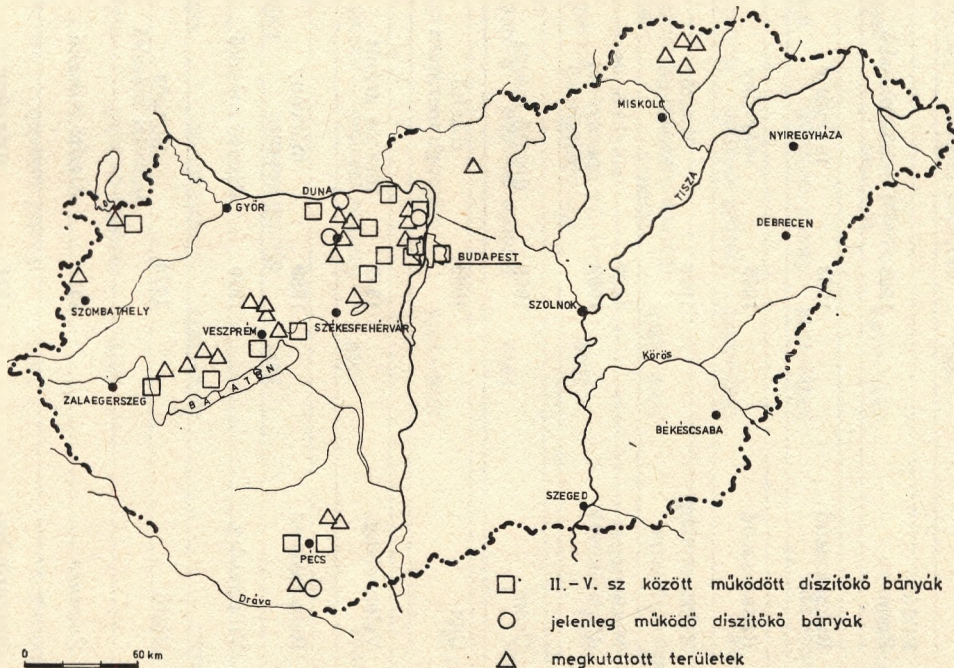 MISKOLC
NYIREGYHÁZA
TISZA
DUNA
GYŐR
DEBRECEN
BUDAPEST
SZOMBATHELY
SZOLNOK
VESZPRÉM
SZÉKESFEHÉRVÁR
Körös
ZALAEGERSZEG
BALATON
BÉKÉSCSABA
SZEGED
PÉCS
Dráva
II.-V. sz között működött díszítőkő bányák
jelenleg működő díszítőkő bányák
megkutatott területek
0 60 km